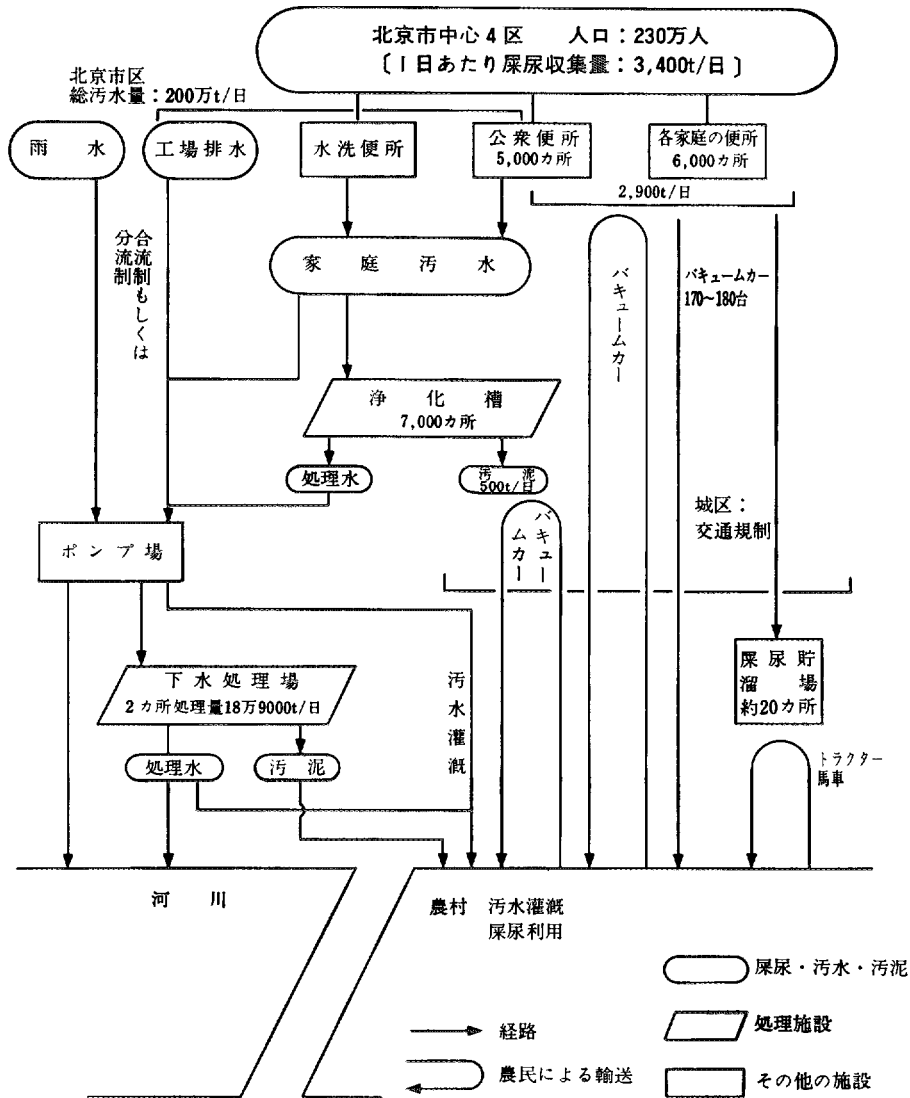 北京市中心4区 人口：230万人
〔1日あたり屎尿収集量：3,400t/日〕
北京市区
総汚水量：200万t/日
雨水
工場排水
水洗便所
公衆便所
5,000カ所
各家庭の便所
6,000カ所
2,900t/日
合流制もしくは
分流制
家庭汚水
バキュームカー
バキュームカー
170〜180台
浄化槽
7,000カ所
処理水
汚泥
500t/日
バキュー
ムカー
城区：
交通規制
ポンプ場
下水処理場
2カ所処理量18万9000t/日
汚水灌漑
屎尿貯
溜場
約20カ所
処理水
汚泥
トラクター
馬車
河川
農村 汚水灌漑
屎尿利用
屎尿・汚水・汚泥
経路
処理施設
農民による輸送
その他の施設